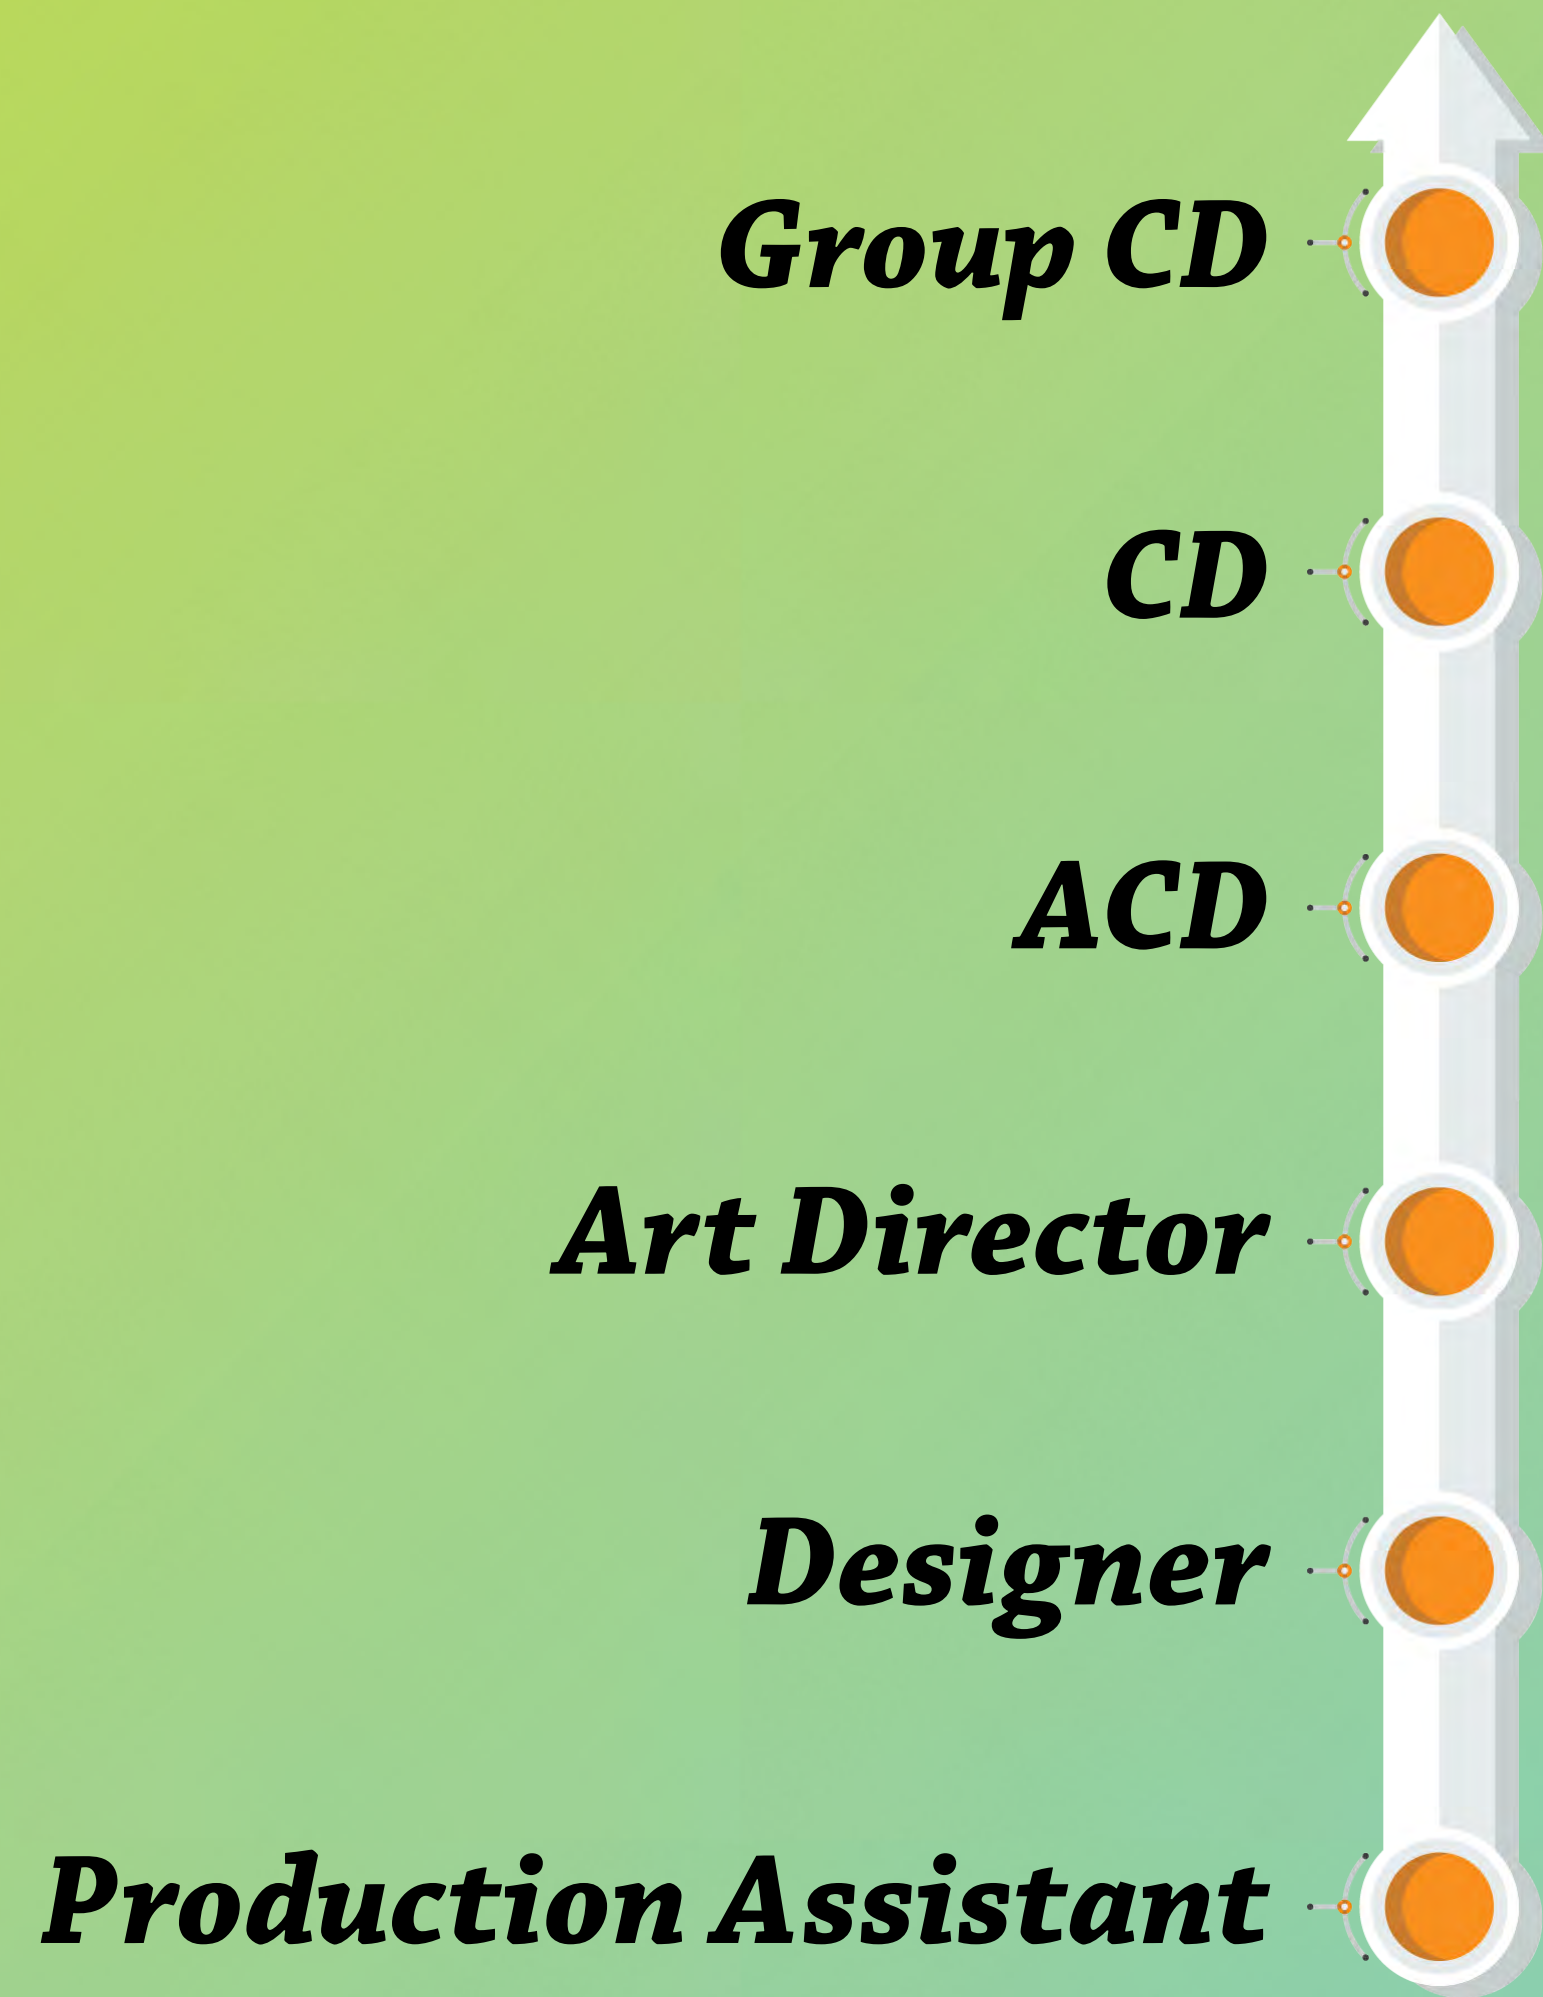 Group CD
CD
ACD
Art Director
Designer
Production Assistant